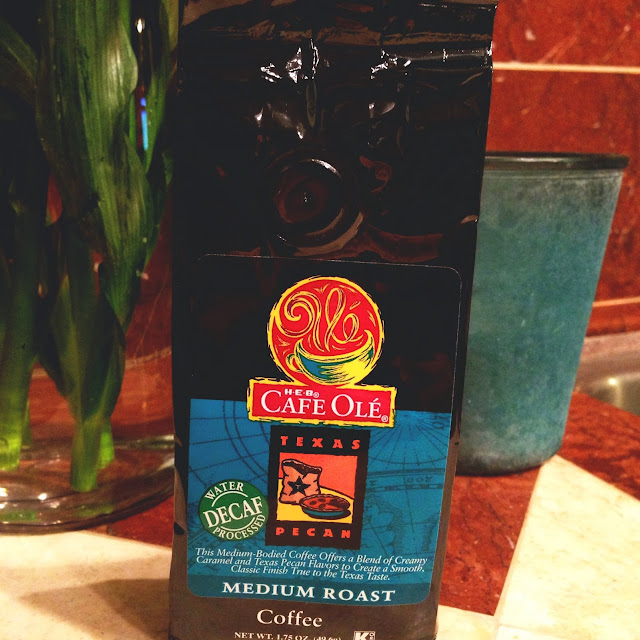 Olé
H-E-B®
CAFE OLÉ®
TEXAS
PECAN
WATER
DECAF
PROCESSED
This Medium-Bodied Coffee Offers a Blend of Creamy
Caramel and Texas Pecan Flavors to Create a Smooth,
Classic Finish True to the Texas Taste.
MEDIUM ROAST
Coffee
NET WT. 1.75 OZ. (49.6g)
K